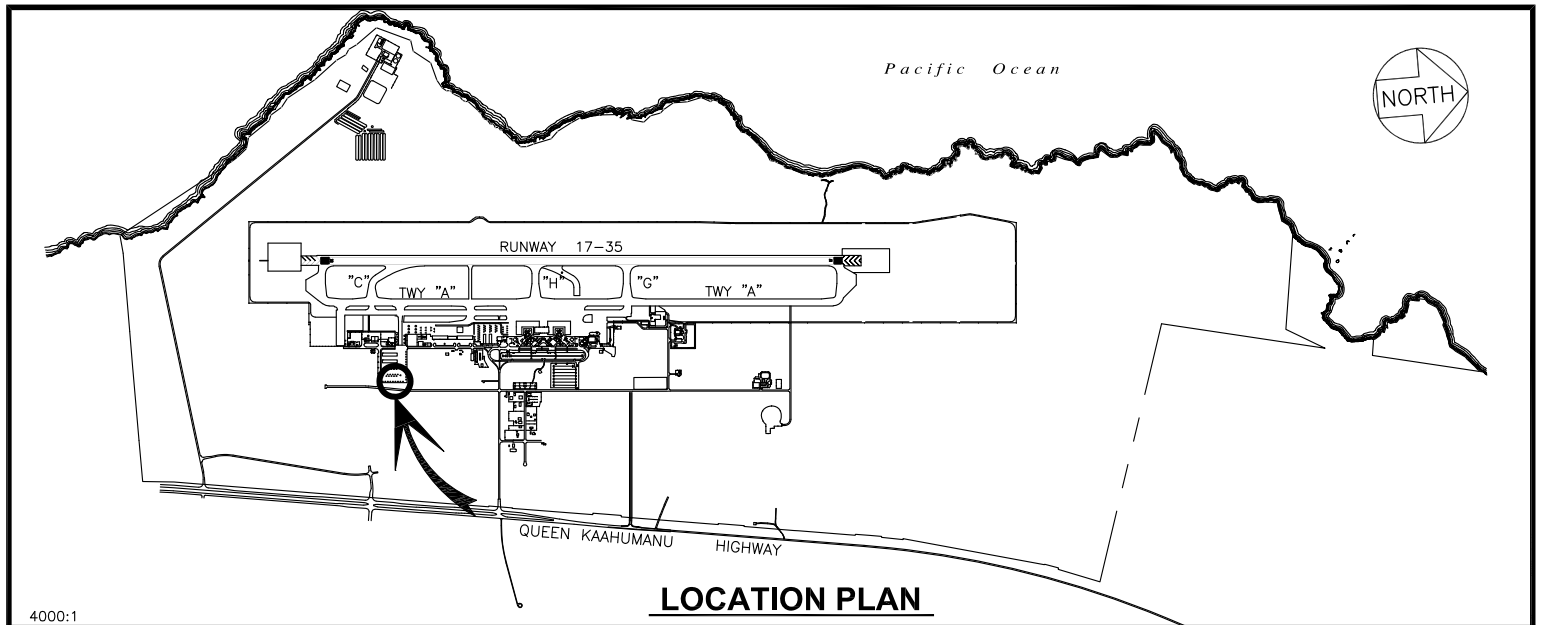 Pacific Ocean
NORTH
RUNWAY 17-35
"C"
"H"
"G"
TWY "A"
TWY "A"
QUEEN KAAHUMANU HIGHWAY
LOCATION PLAN
4000:1